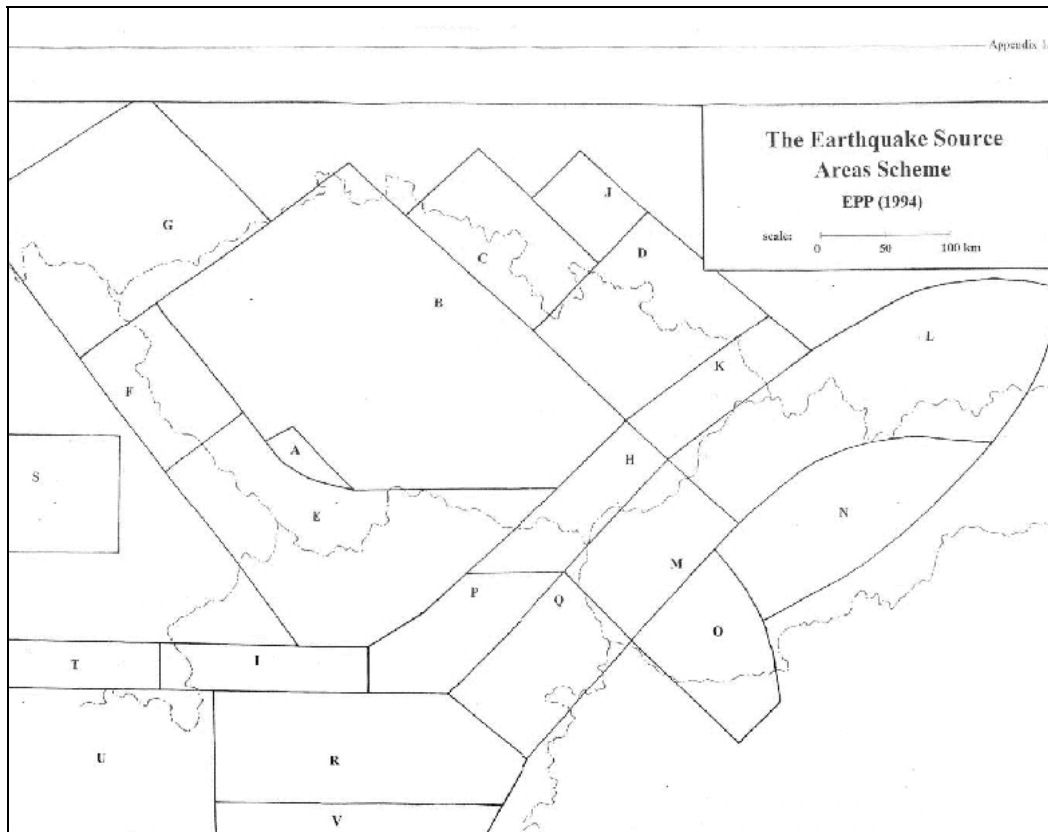 Appendix 1
The Earthquake Source
Areas Scheme
EPP (1994)
scale:
0 50 100 km
J
G
D
C
B
L
K
F
A
H
S
E
N
M
P
Q
O
T
I
U
R
V